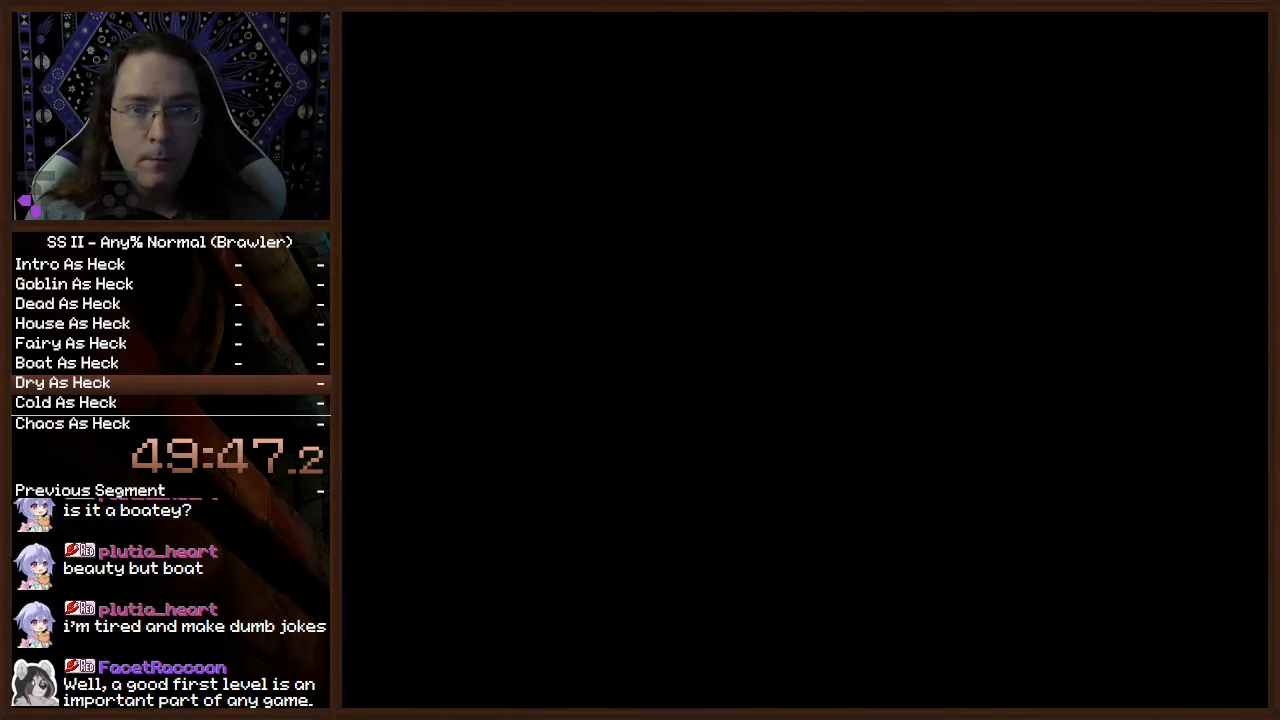 SS II - Any% Normal (Brawler)
Intro As Heck - -
Goblin As Heck - -
Dead As Heck - -
House As Heck - -
Fairy As Heck - -
Boat As Heck - -
Dry As Heck -
Cold As Heck -
Chaos As Heck -
49:47.2
Previous Segment -
is it a boatey?
RED plutia_heart
beauty but boat
RED plutia_heart
i'm tired and make dumb jokes
RED FacetRaccoon
Well, a good first level is an
important part of any game.